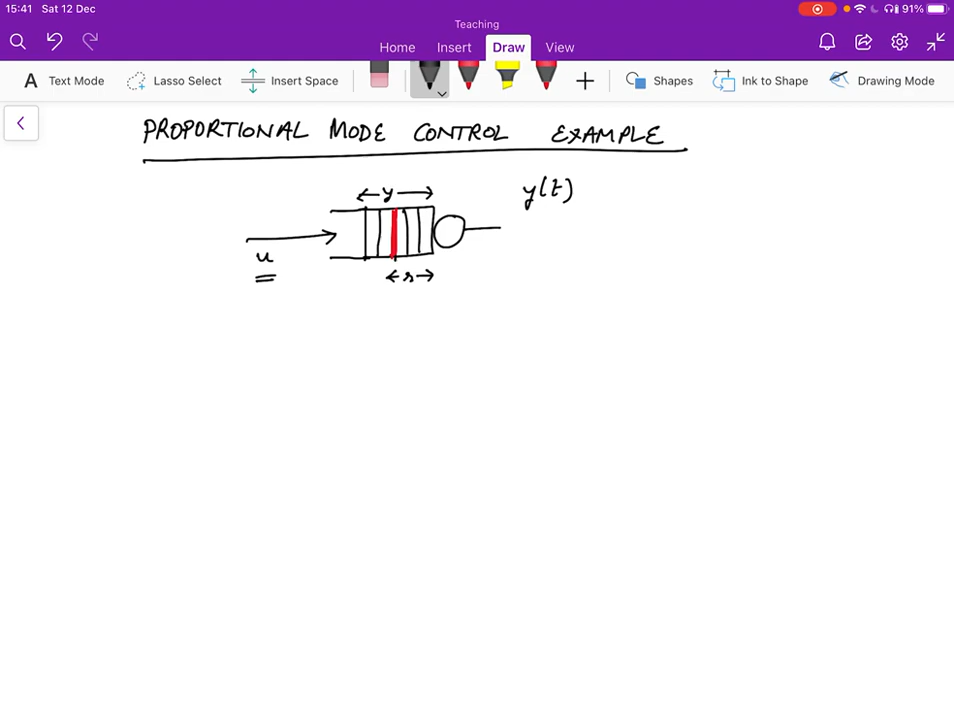 15:41 Sat 12 Dec 91%
Teaching
Home Insert Draw View
A Text Mode Lasso Select Insert Space Shapes Ink to Shape Drawing Mode
PROPORTIONAL MODE CONTROL EXAMPLE
y
y(t)
u
r